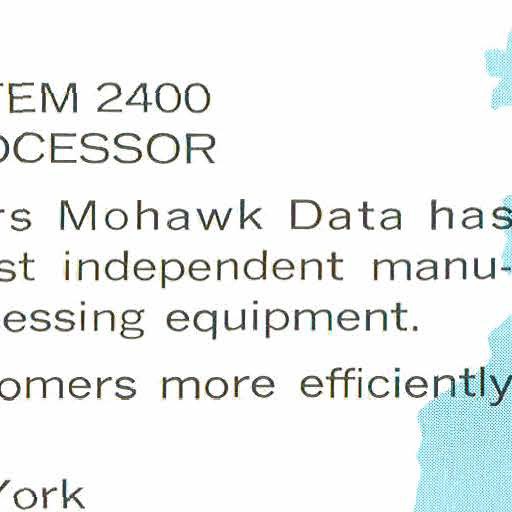 TEM 2400
OCESSOR
rs Mohawk Data has
st independent manu-
essing equipment.
omers more efficiently
York